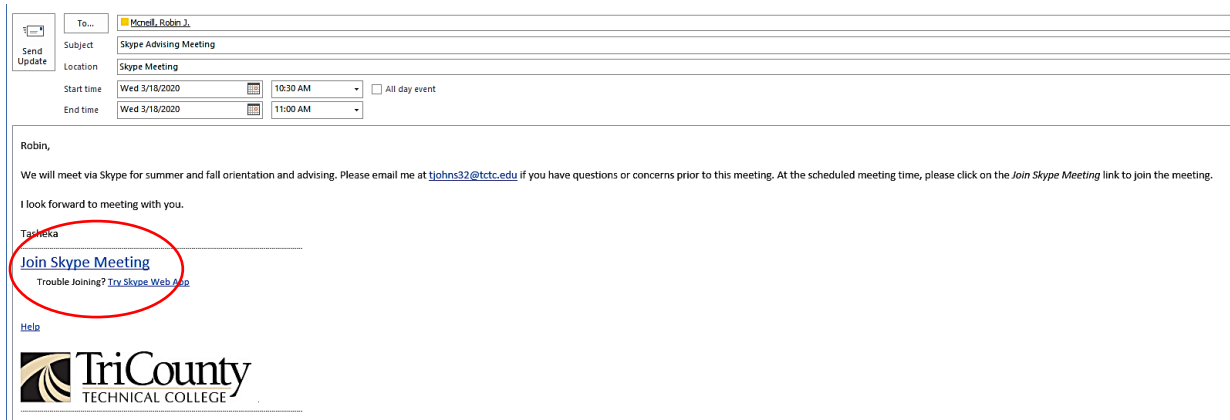 To...
Mcneill, Robin J.
Send
Update
Subject
Skype Advising Meeting
Location
Skype Meeting
Start time
Wed 3/18/2020
10:30 AM
All day event
End time
Wed 3/18/2020
11:00 AM
Robin,
We will meet via Skype for summer and fall orientation and advising. Please email me at tjohns32@tctc.edu if you have questions or concerns prior to this meeting. At the scheduled meeting time, please click on the Join Skype Meeting link to join the meeting.
I look forward to meeting with you.
Tasheka
Join Skype Meeting
Trouble Joining? Try Skype Web App
Help
TriCounty
TECHNICAL COLLEGE